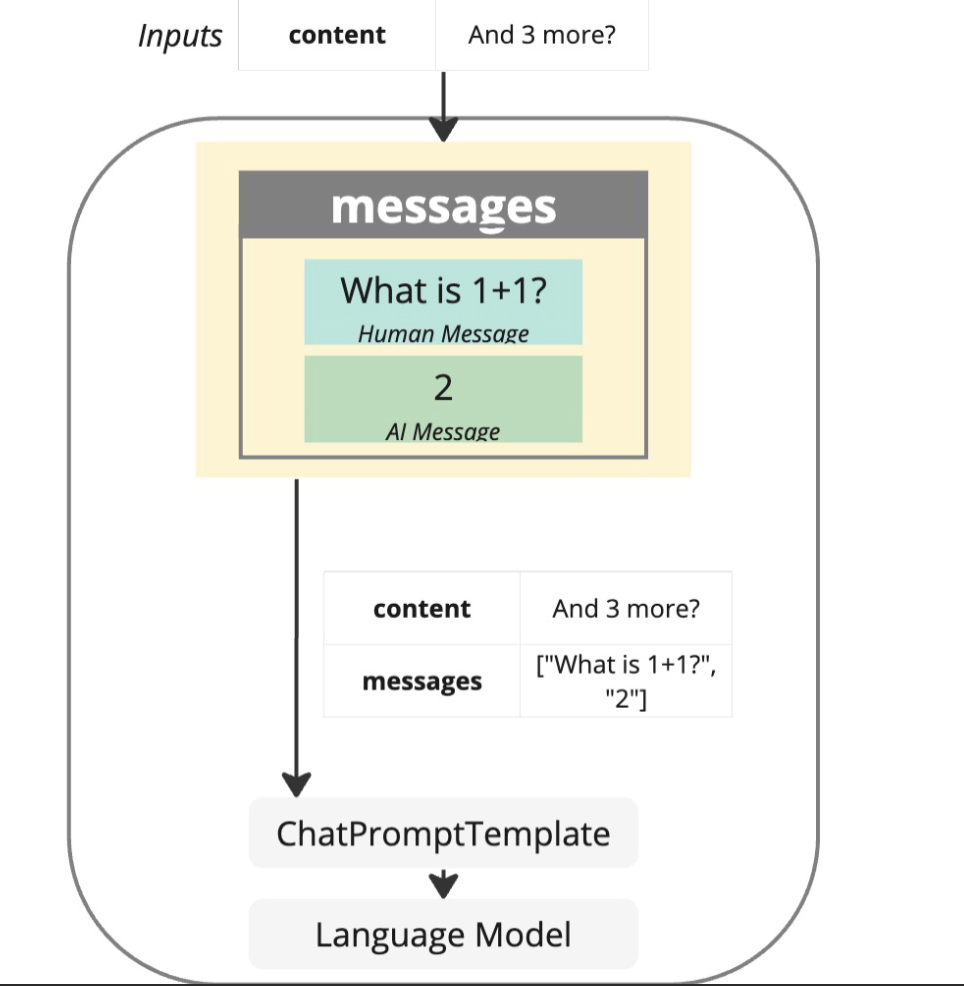 Inputs content And 3 more?
messages
What is 1+1?
Human Message
2
AI Message
content And 3 more?
messages ["What is 1+1?",
"2"]
ChatPromptTemplate
Language Model